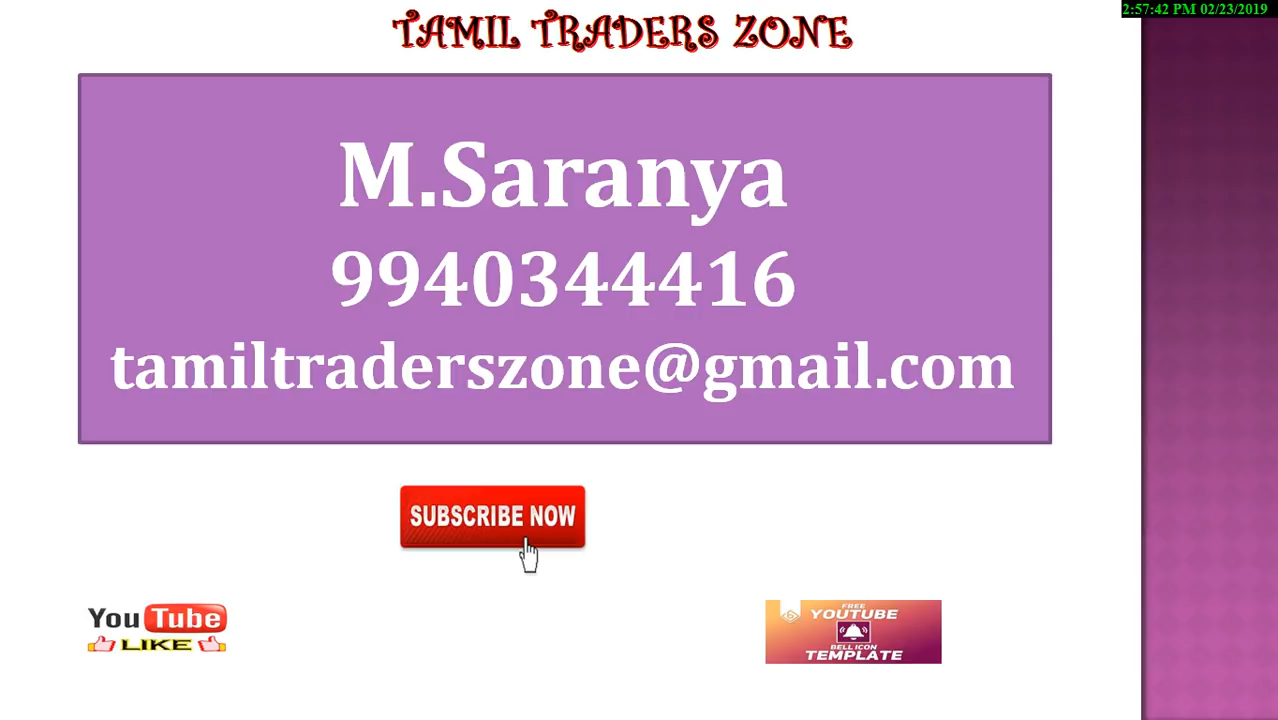 2:57:42 PM 02/23/2019
TAMIL TRADERS ZONE
M.Saranya
9940344416
tamiltraderszone@gmail.com
SUBSCRIBE NOW
You Tube
LIKE
FREE
YOUTUBE
BELL ICON
TEMPLATE